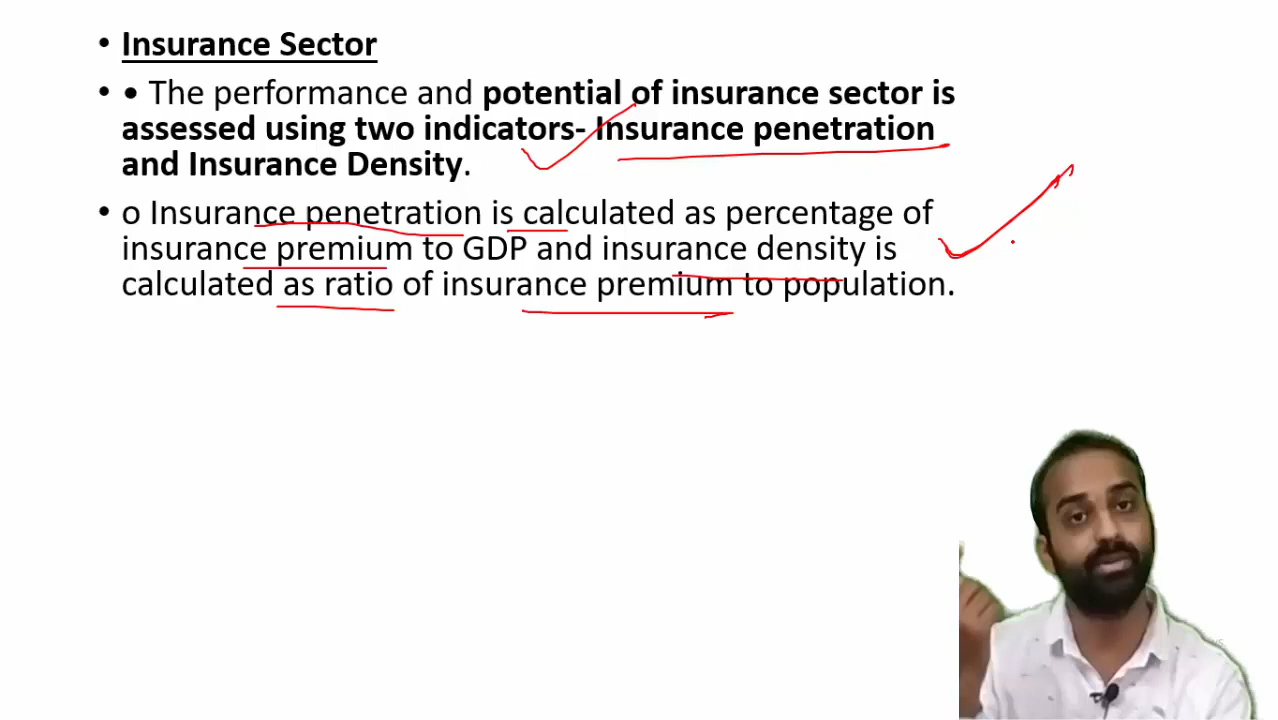 • Insurance Sector
• • The performance and potential of insurance sector is
assessed using two indicators- Insurance penetration
and Insurance Density.
• o Insurance penetration is calculated as percentage of
insurance premium to GDP and insurance density is
calculated as ratio of insurance premium to population.